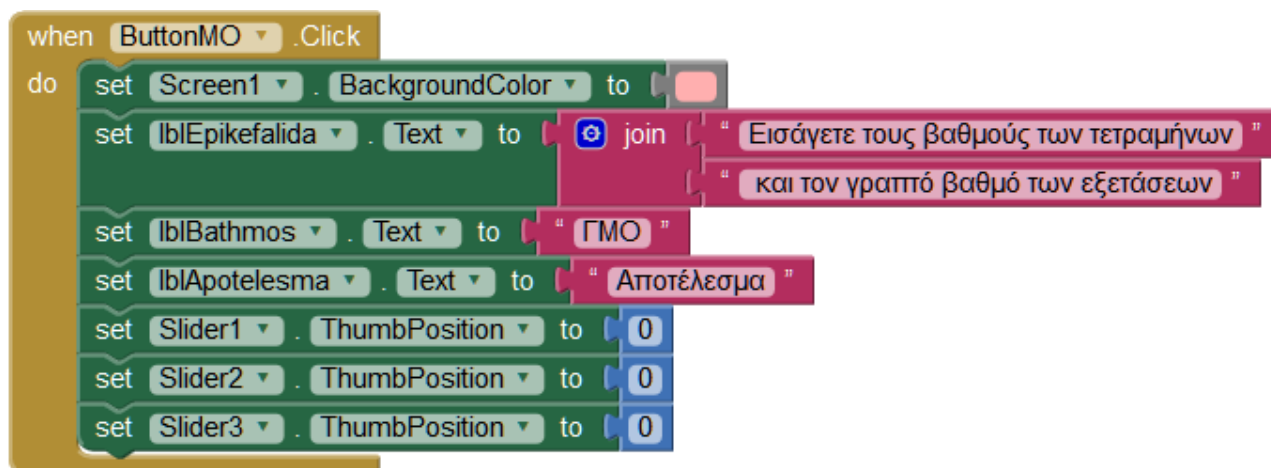 when ButtonMO .Click
do set Screen1 . BackgroundColor to
set lblEpikefalida . Text to join “ Εισάγετε τους βαθμούς των τετραμήνων ”
“ και τον γραπτό βαθμό των εξετάσεων ”
set lblBathmos . Text to “ ΓΜΟ ”
set lblApotelesma . Text to “ Αποτέλεσμα ”
set Slider1 . ThumbPosition to 0
set Slider2 . ThumbPosition to 0
set Slider3 . ThumbPosition to 0